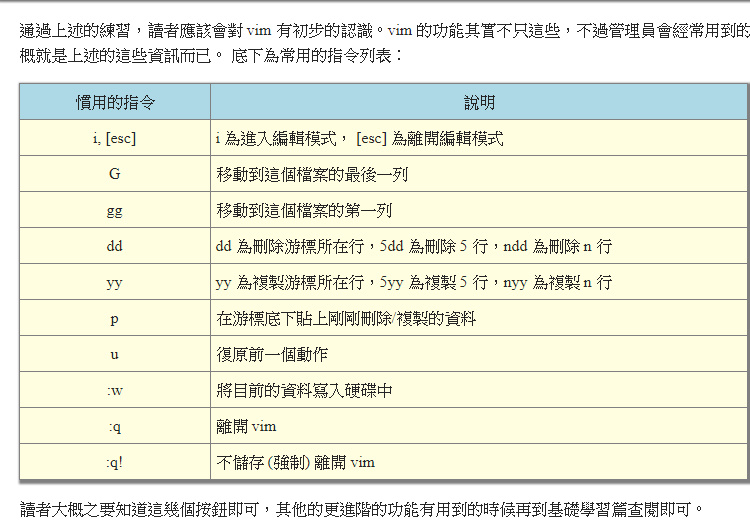 通過上述的練習，讀者應該會對 vim 有初步的認識。vim 的功能其實不只這些，不過管理員會經常用到的
概就是上述的這些資訊而已。 底下為常用的指令列表：
慣用的指令 說明
i, [esc] i 為進入編輯模式， [esc] 為離開編輯模式
G 移動到這個檔案的最後一列
gg 移動到這個檔案的第一列
dd dd 為刪除游標所在行，5dd 為刪除 5 行，ndd 為刪除 n 行
yy yy 為複製游標所在行，5yy 為複製 5 行，nyy 為複製 n 行
p 在游標底下貼上剛剛刪除/複製的資料
u 復原前一個動作
:w 將目前的資料寫入硬碟中
:q 離開 vim
:q! 不儲存 (強制) 離開 vim
讀者大概之要知道這幾個按鈕即可，其他的更進階的功能有用到的時候再到基礎學習篇查閱即可。